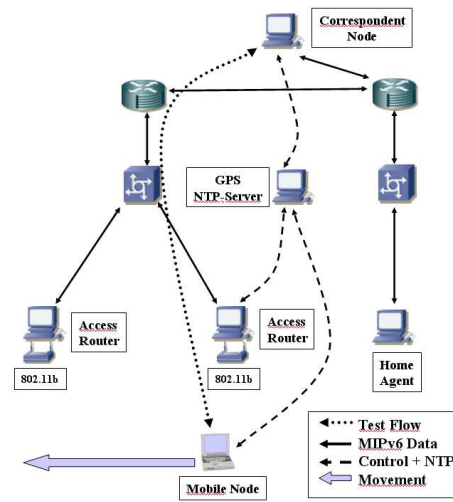 Correspondent
Node
GPS
NTP-Server
Access
Router
802.11b
Access
Router
802.11b
Home
Agent
Mobile Node
Test Flow
MIPv6 Data
Control + NTP
Movement